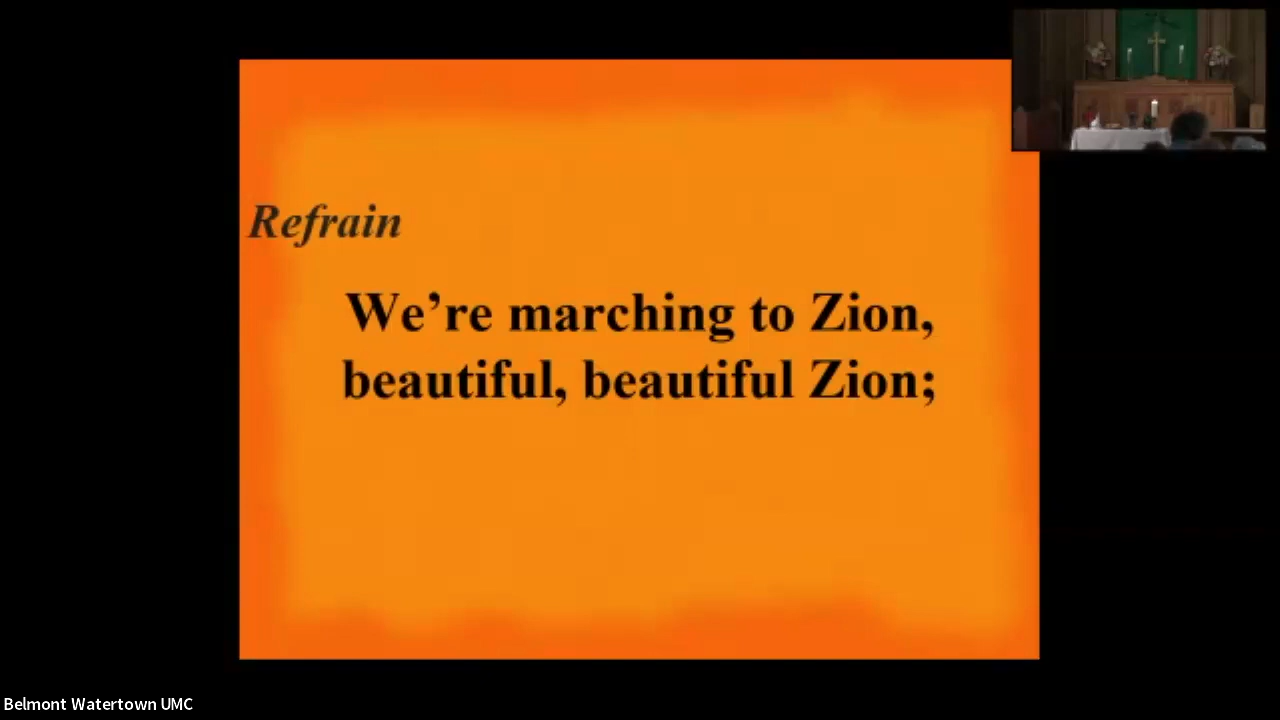 Refrain
We’re marching to Zion,
beautiful, beautiful Zion;
Belmont Watertown UMC